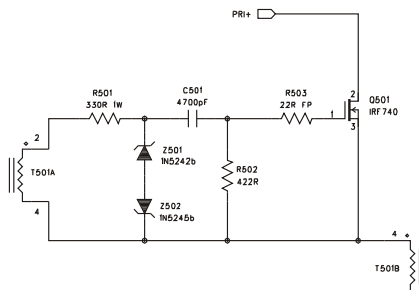 PRI+
R501
330R 1W
C501
4700pF
R503
22R FP
2
Q501
IRF740
1
3
2
T501A
4
Z501
1N5242b
Z502
1N5245b
R502
422R
4
T501B